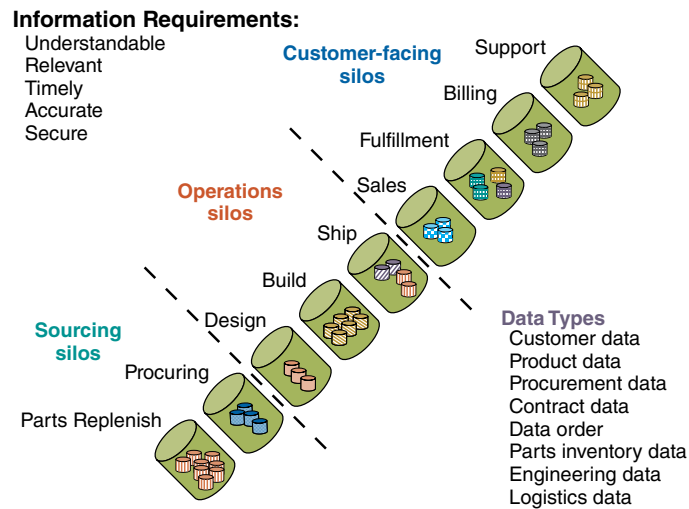 Information Requirements:
Understandable
Relevant
Timely
Accurate
Secure
Customer-facing
silos
Support
Billing
Fulfillment
Sales
Operations
silos
Ship
Build
Design
Sourcing
silos
Procuring
Parts Replenish
Data Types
Customer data
Product data
Procurement data
Contract data
Data order
Parts inventory data
Engineering data
Logistics data